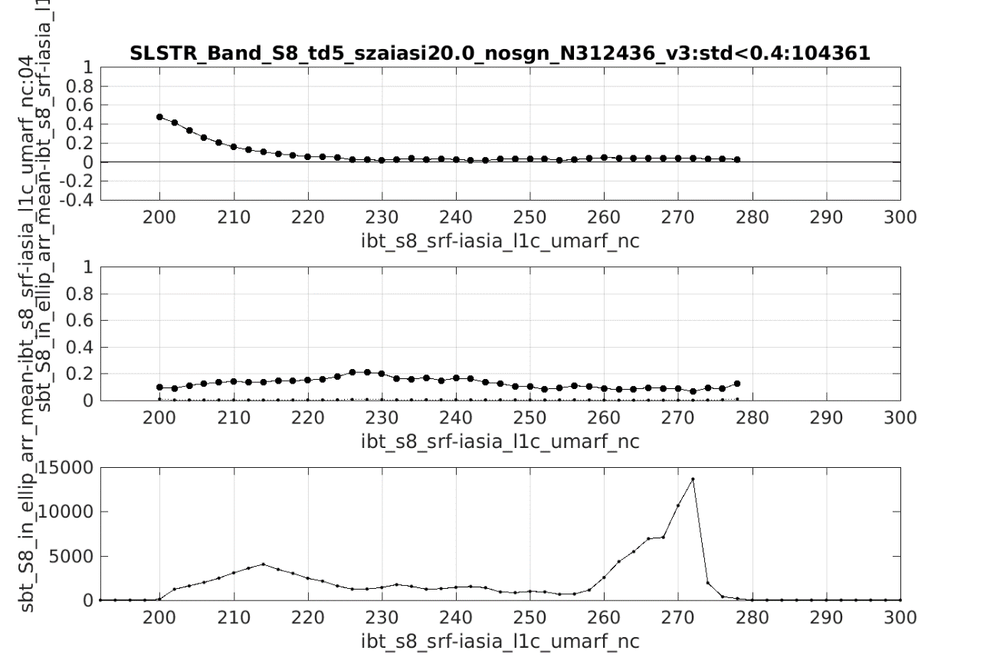 SLSTR_Band_S8_td5_szaiasi20.0_nosgn_N312436_v3:std<0.4:104361
1
0.8
0.6
0.4
0.2
0
-0.2
-0.4
200 210 220 230 240 250 260 270 280 290 300
ibt_s8_srf-iasia_l1c_umarf_nc
sbt_S8_in_ellip_arr_mean-ibt_s8_srf-iasia_l1
1
0.8
0.6
0.4
0.2
0
200 210 220 230 240 250 260 270 280 290 300
ibt_s8_srf-iasia_l1c_umarf_nc
sbt_S8_in_ellip_arr_mean-ibt_s8_srf-iasia_l1c_umarf_nc:04
15000
10000
5000
0
200 210 220 230 240 250 260 270 280 290 300
ibt_s8_srf-iasia_l1c_umarf_nc